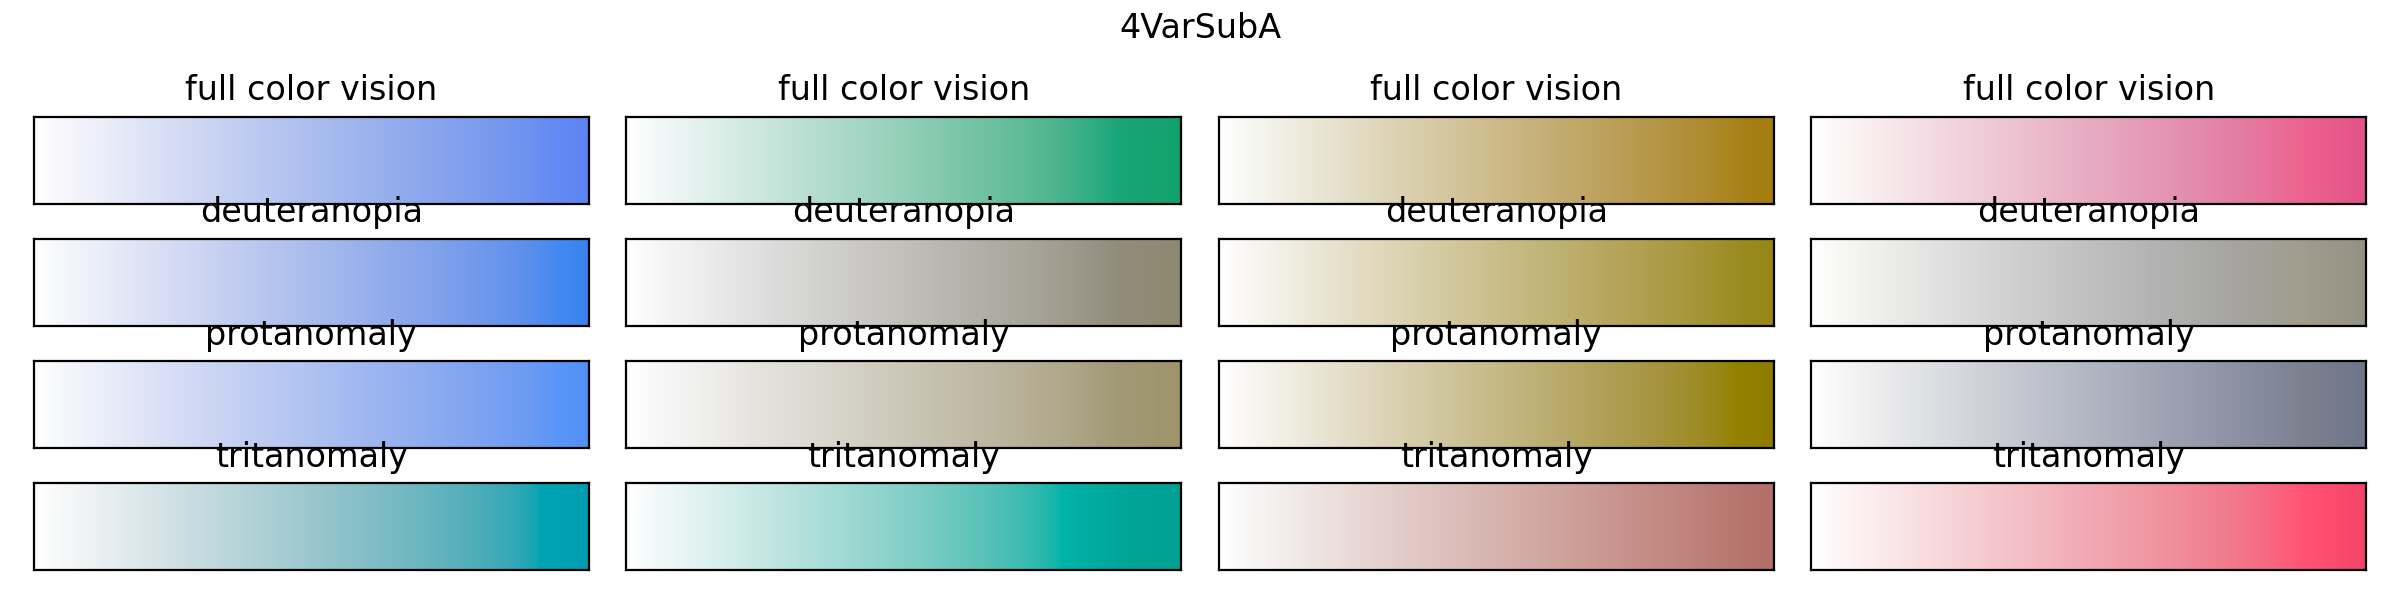 4VarSubA
full color vision full color vision full color vision full color vision
deuteranopia deuteranopia deuteranopia deuteranopia
protanomaly protanomaly protanomaly protanomaly
tritanomaly tritanomaly tritanomaly tritanomaly